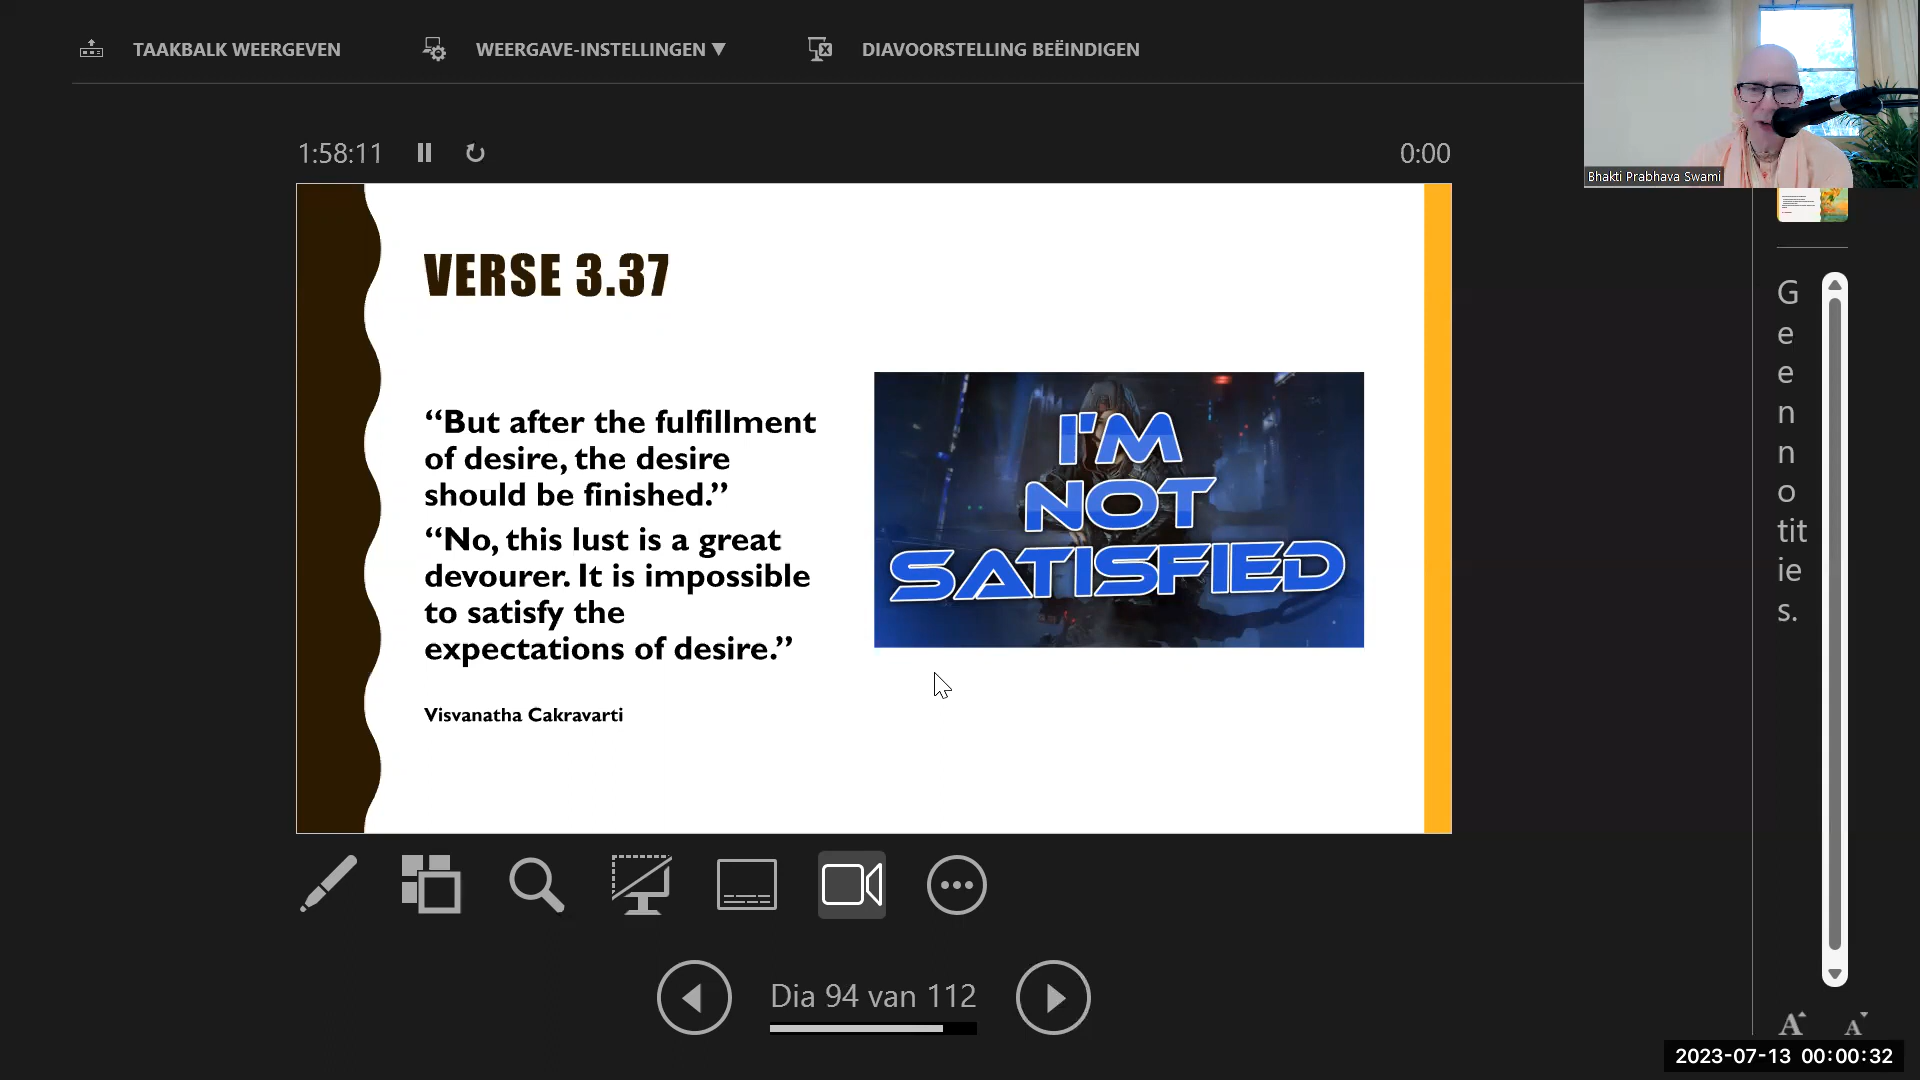 TAAKBALK WEERGEVEN
WEERGAVE-INSTELLINGEN ▼
DIAVOORSTELLING BEËINDIGEN
Bhakti Prabhava Swami
1:58:11
0:00
VERSE 3.37
“But after the fulfillment
of desire, the desire
should be finished.”
“No, this lust is a great
devourer. It is impossible
to satisfy the
expectations of desire.”
Visvanatha Cakravarti
I'M
NOT
SATISFIED
G
e
e
n
n
o
tit
ie
s.
Dia 94 van 112
A A
2023-07-13 00:00:32